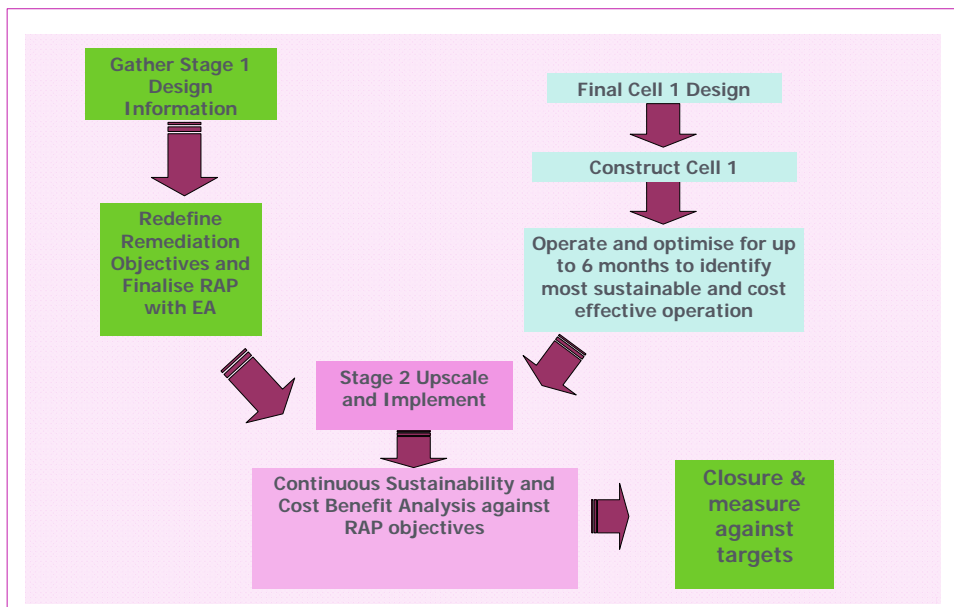 Gather Stage 1
Design
Information
Redefine
Remediation
Objectives and
Finalise RAP
with EA
Final Cell 1 Design
Construct Cell 1
Operate and optimise for up
to 6 months to identify
most sustainable and cost
effective operation
Stage 2 Upscale
and Implement
Continuous Sustainability and
Cost Benefit Analysis against
RAP objectives
Closure &
measure
against
targets